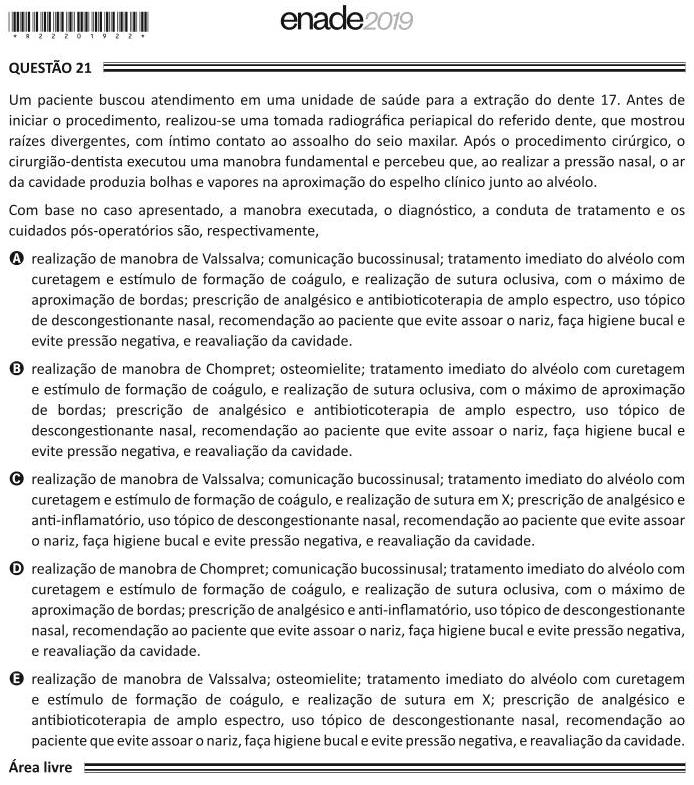 enade2019
*R222201922*
QUESTÃO 21
Um paciente buscou atendimento em uma unidade de saúde para a extração do dente 17. Antes de
iniciar o procedimento, realizou-se uma tomada radiográfica periapical do referido dente, que mostrou
raízes divergentes, com íntimo contato ao assoalho do seio maxilar. Após o procedimento cirúrgico, o
cirurgião-dentista executou uma manobra fundamental e percebeu que, ao realizar a pressão nasal, o ar
da cavidade produzia bolhas e vapores na aproximação do espelho clínico junto ao alvéolo.
Com base no caso apresentado, a manobra executada, o diagnóstico, a conduta de tratamento e os
cuidados pós-operatórios são, respectivamente,
A realização de manobra de Valssalva; comunicação bucossinusal; tratamento imediato do alvéolo com
curetagem e estímulo de formação de coágulo, e realização de sutura oclusiva, com o máximo de
aproximação de bordas; prescrição de analgésico e antibioticoterapia de amplo espectro, uso tópico
de descongestionante nasal, recomendação ao paciente que evite assoar o nariz, faça higiene bucal e
evite pressão negativa, e reavaliação da cavidade.
B realização de manobra de Chompret; osteomielite; tratamento imediato do alvéolo com curetagem
e estímulo de formação de coágulo, e realização de sutura oclusiva, com o máximo de aproximação
de bordas; prescrição de analgésico e antibioticoterapia de amplo espectro, uso tópico de
descongestionante nasal, recomendação ao paciente que evite assoar o nariz, faça higiene bucal e
evite pressão negativa, e reavaliação da cavidade.
C realização de manobra de Valssalva; comunicação bucossinusal; tratamento imediato do alvéolo com
curetagem e estímulo de formação de coágulo, e realização de sutura em X; prescrição de analgésico e
anti-inflamatório, uso tópico de descongestionante nasal, recomendação ao paciente que evite assoar
o nariz, faça higiene bucal e evite pressão negativa, e reavaliação da cavidade.
D realização de manobra de Chompret; comunicação bucossinusal; tratamento imediato do alvéolo com
curetagem e estímulo de formação de coágulo, e realização de sutura oclusiva, com o máximo de
aproximação de bordas; prescrição de analgésico e anti-inflamatório, uso tópico de descongestionante
nasal, recomendação ao paciente que evite assoar o nariz, faça higiene bucal e evite pressão negativa,
e reavaliação da cavidade.
E realização de manobra de Valssalva; osteomielite; tratamento imediato do alvéolo com curetagem
e estímulo de formação de coágulo, e realização de sutura em X; prescrição de analgésico e
antibioticoterapia de amplo espectro, uso tópico de descongestionante nasal, recomendação ao
paciente que evite assoar o nariz, faça higiene bucal e evite pressão negativa, e reavaliação da cavidade.
Área livre